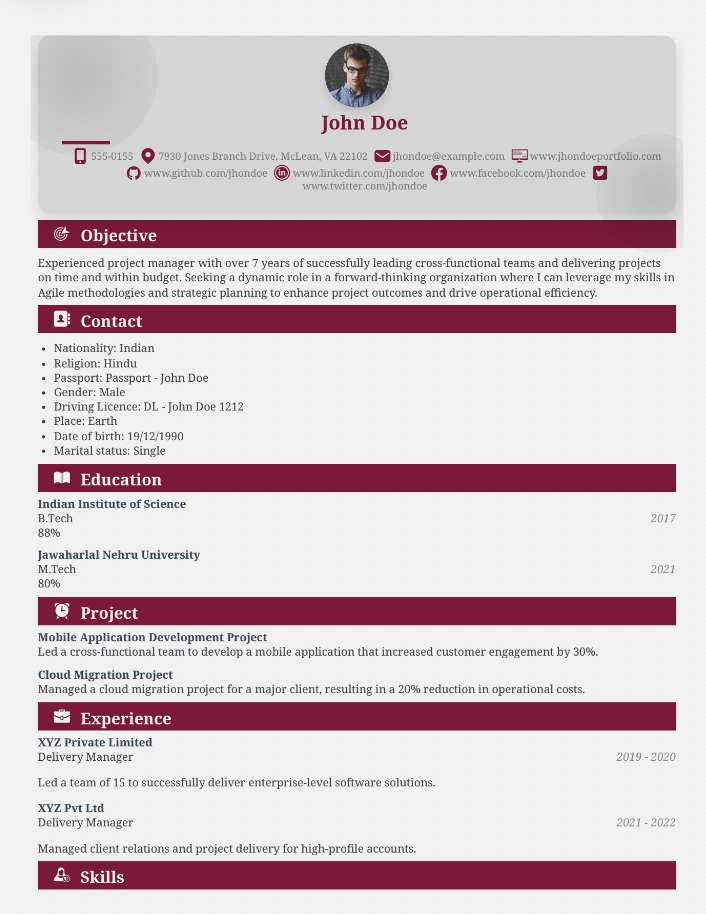 John Doe
555-0155 7930 Jones Branch Drive, McLean, VA 22102 jhondoe@example.com www.jhondoeportfolio.com
www.github.com/jhondoe www.linkedin.com/jhondoe www.facebook.com/jhondoe
www.twitter.com/jhondoe
Objective
Experienced project manager with over 7 years of successfully leading cross-functional teams and delivering projects
on time and within budget. Seeking a dynamic role in a forward-thinking organization where I can leverage my skills in
Agile methodologies and strategic planning to enhance project outcomes and drive operational efficiency.
Contact
• Nationality: Indian
• Religion: Hindu
• Passport: Passport - John Doe
• Gender: Male
• Driving Licence: DL - John Doe 1212
• Place: Earth
• Date of birth: 19/12/1990
• Marital status: Single
Education
Indian Institute of Science
B.Tech 2017
88%
Jawaharlal Nehru University
M.Tech 2021
80%
Project
Mobile Application Development Project
Led a cross-functional team to develop a mobile application that increased customer engagement by 30%.
Cloud Migration Project
Managed a cloud migration project for a major client, resulting in a 20% reduction in operational costs.
Experience
XYZ Private Limited
Delivery Manager 2019 - 2020
Led a team of 15 to successfully deliver enterprise-level software solutions.
XYZ Pvt Ltd
Delivery Manager 2021 - 2022
Managed client relations and project delivery for high-profile accounts.
Skills